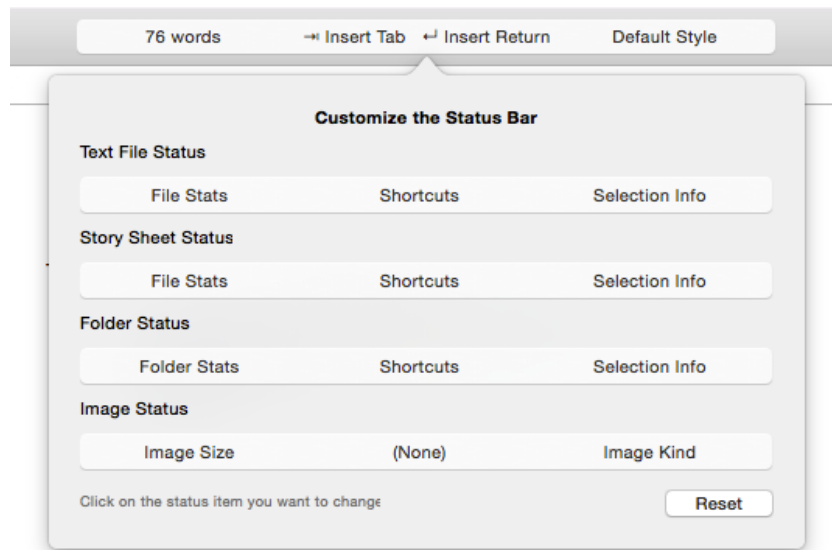 76 words ⇥ Insert Tab ↵ Insert Return Default Style
Customize the Status Bar
Text File Status
File Stats Shortcuts Selection Info
Story Sheet Status
File Stats Shortcuts Selection Info
Folder Status
Folder Stats Shortcuts Selection Info
Image Status
Image Size (None) Image Kind
Click on the status item you want to change Reset